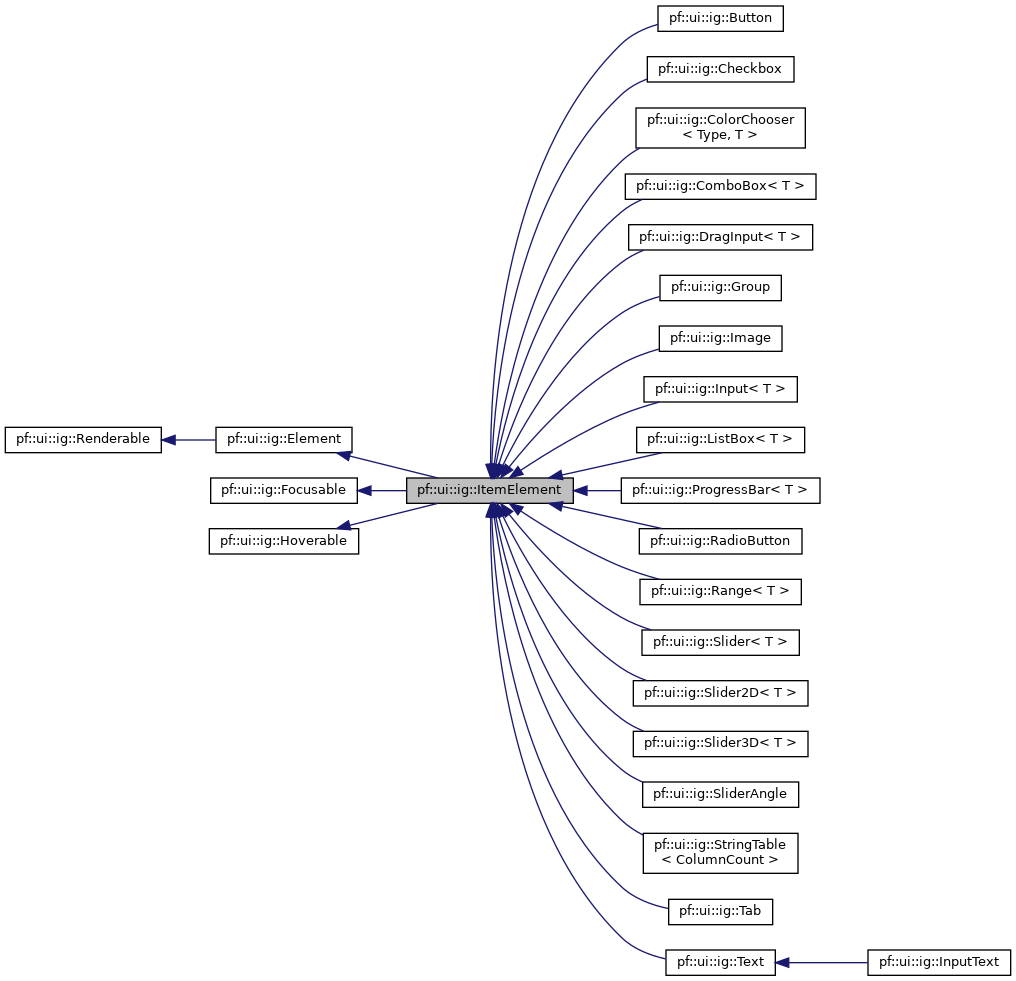 pf::ui::ig::Button
pf::ui::ig::Checkbox
pf::ui::ig::ColorChooser
< Type, T >
pf::ui::ig::ComboBox< T >
pf::ui::ig::DragInput< T >
pf::ui::ig::Group
pf::ui::ig::Image
pf::ui::ig::Input< T >
pf::ui::ig::Renderable
pf::ui::ig::Element
pf::ui::ig::ListBox< T >
pf::ui::ig::Focusable
pf::ui::ig::ItemElement
pf::ui::ig::ProgressBar< T >
pf::ui::ig::Hoverable
pf::ui::ig::RadioButton
pf::ui::ig::Range< T >
pf::ui::ig::Slider< T >
pf::ui::ig::Slider2D< T >
pf::ui::ig::Slider3D< T >
pf::ui::ig::SliderAngle
pf::ui::ig::StringTable
< ColumnCount >
pf::ui::ig::Tab
pf::ui::ig::Text
pf::ui::ig::InputText